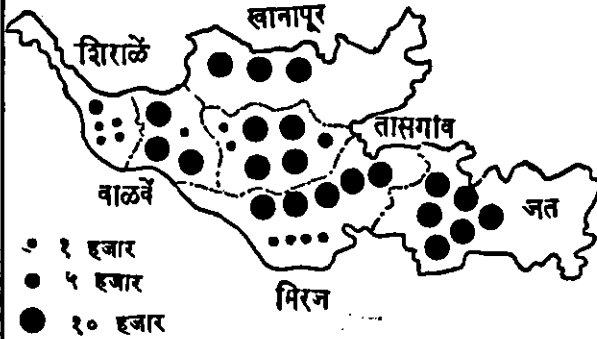 खानापूर
शिराळें
तासगांव
वाळवें
जत
मिरज
१ हजार
५ हजार
१० हजार